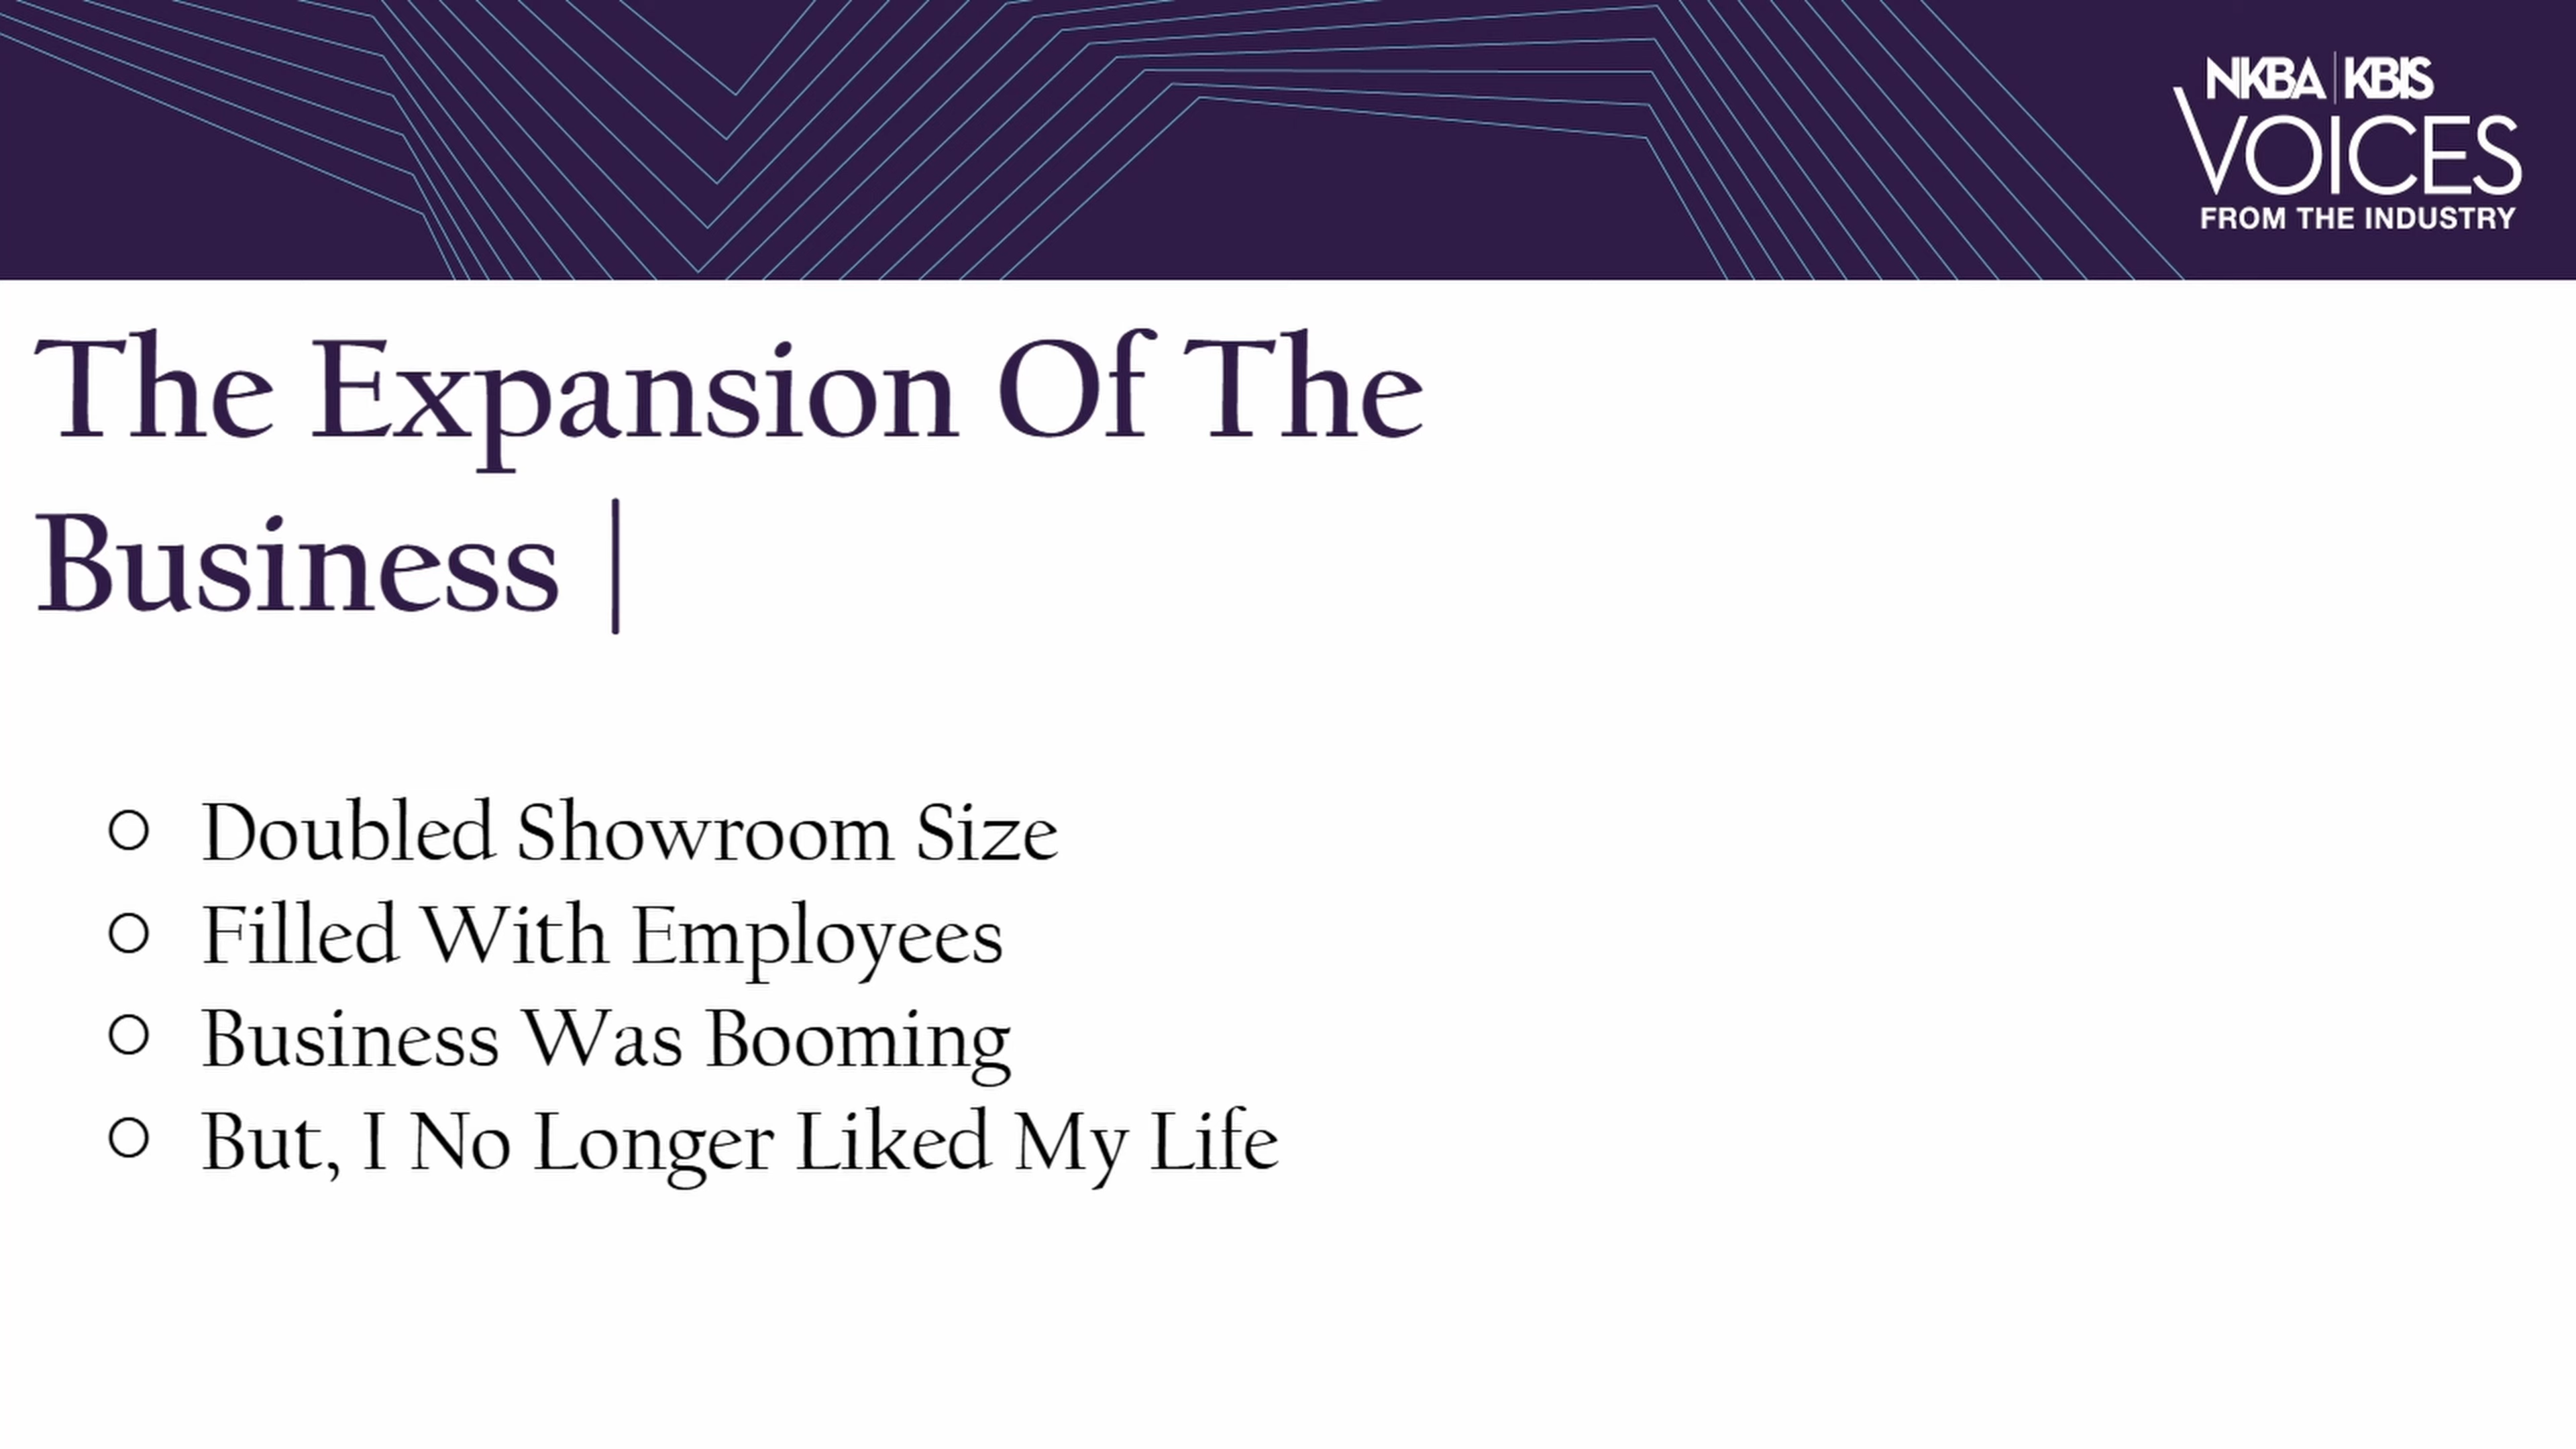 NKBA | KBIS
VOICES
FROM THE INDUSTRY
The Expansion Of The
Business |
○ Doubled Showroom Size
○ Filled With Employees
○ Business Was Booming
○ But, I No Longer Liked My Life